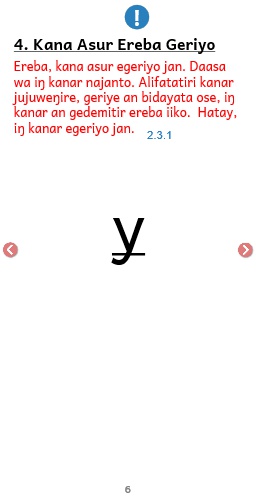 !
4. Kana Asur Ereba Geriyo
Ereba, kana asur egeriyo jan. Daasa
wa iŋ kanar najanto. Alifatatiri kanar
jujuweŋire, geriye an bidayata ose, iŋ
kanar an gedemitir ereba iiko. Hatay,
iŋ kanar egeriyo jan.
2.3.1
y
6